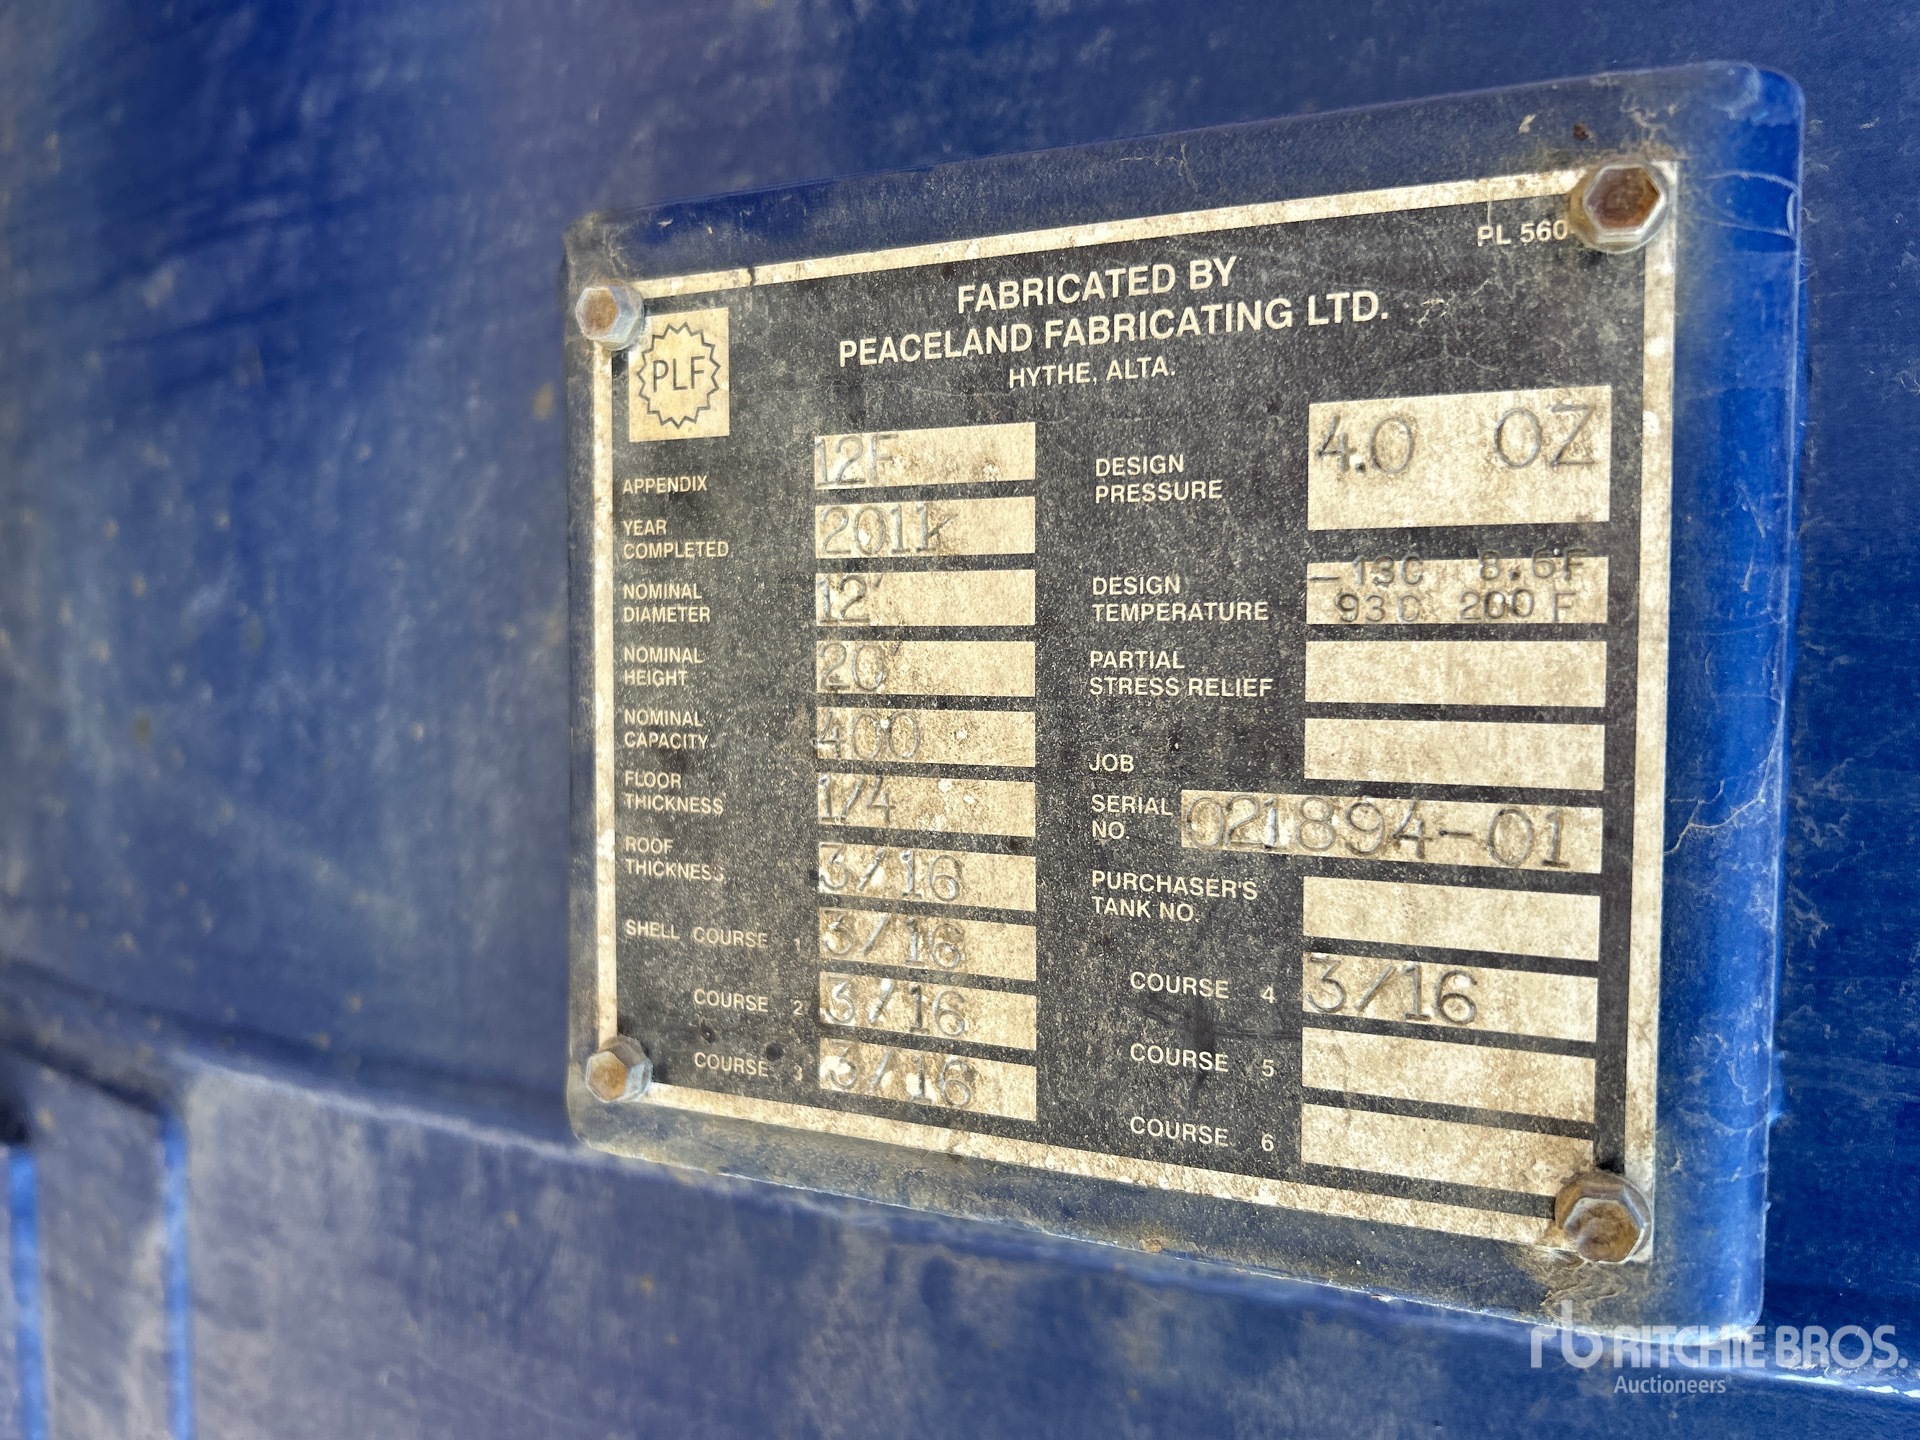 PL 560
FABRICATED BY
PEACELAND FABRICATING LTD.
HYTHE, ALTA.
PLF
APPENDIX 12F
YEAR
COMPLETED 2011
NOMINAL
DIAMETER 12'
NOMINAL
HEIGHT 20'
NOMINAL
CAPACITY 400
FLOOR
THICKNESS 1/4
ROOF
THICKNESS 3/16
SHELL COURSE 1 3/16
COURSE 2 3/16
COURSE 3 3/16
DESIGN
PRESSURE 4.0 OZ
DESIGN
TEMPERATURE
-13C 8.6F
93C 200F
PARTIAL
STRESS RELIEF
JOB
SERIAL
NO. 021894-01
PURCHASER'S
TANK NO.
COURSE 4 3/16
COURSE 5
COURSE 6
rb RITCHIE BROS.
Auctioneers